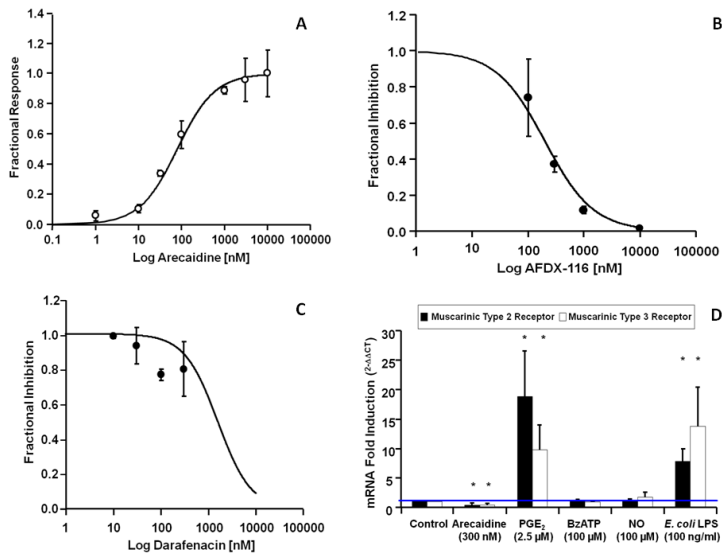 A
Fractional Response
1.2
1.0
0.8
0.6
0.4
0.2
0.0
0.1 1 10 100 1000 10000 100000
Log Arecaidine [nM]
B
Fractional Inhibition
1.2
1.0
0.8
0.6
0.4
0.2
0.0
1 10 100 1000 10000 100000
Log AFDX-116 [nM]
C
Fractional Inhibition
1.2
1.0
0.8
0.6
0.4
0.2
0.0
1 10 100 1000 10000 100000
Log Darafenacin [nM]
D
Muscarinic Type 2 Receptor Muscarinic Type 3 Receptor
mRNA Fold Induction (2-ΔΔCT)
30
25
20
15
10
5
0
* *
* *
* *
Control Arecaidine PGE2 BzATP NO E. coli LPS
(300 nM) (2.5 µM) (100 µM) (100 µM) (100 ng/ml)